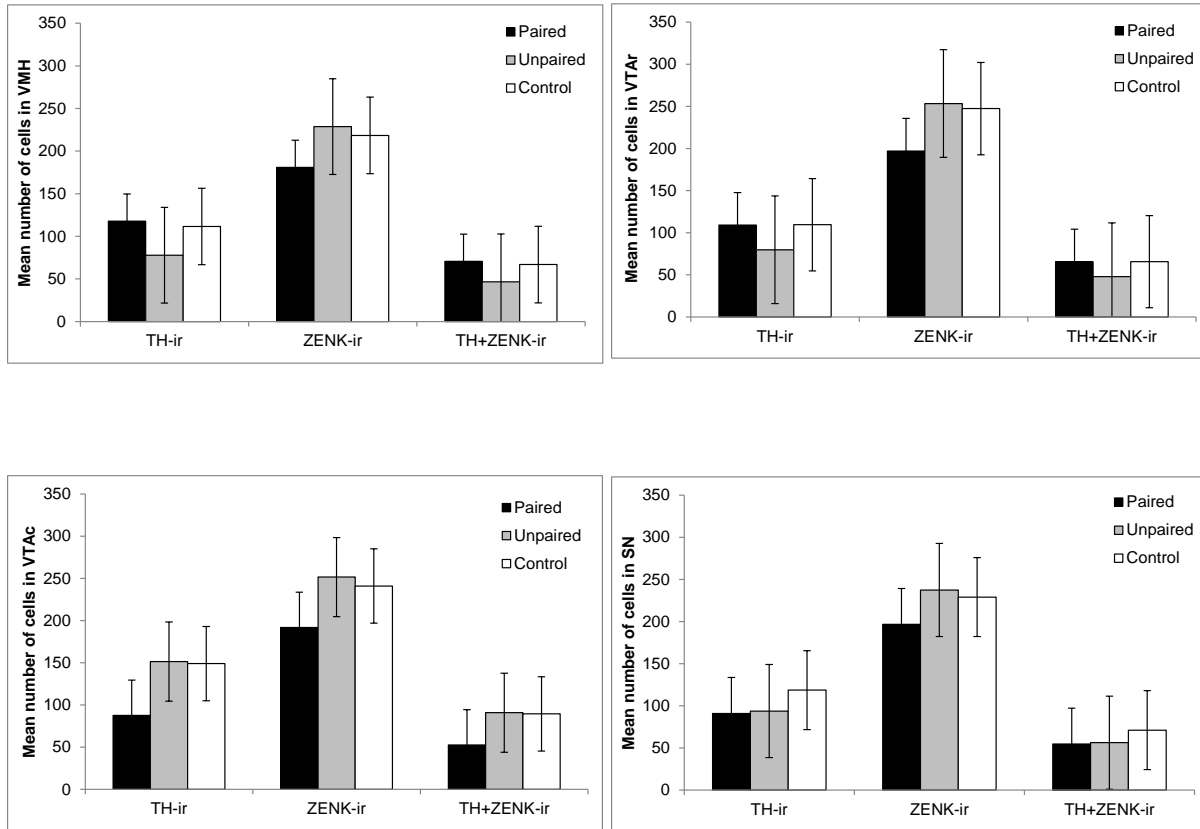 Mean number of cells in VMH
350
300
250
200
150
100
50
0
Paired
Unpaired
Control
TH-ir
ZENK-ir
TH+ZENK-ir
Mean number of cells in VTAr
350
300
250
200
150
100
50
0
Paired
Unpaired
Control
TH-ir
ZENK-ir
TH+ZENK-ir
Mean number of cells in VTAc
350
300
250
200
150
100
50
0
Paired
Unpaired
Control
TH-ir
ZENK-ir
TH+ZENK-ir
Mean number of cells in SN
350
300
250
200
150
100
50
0
Paired
Unpaired
Control
TH-ir
ZENK-ir
TH+ZENK-ir